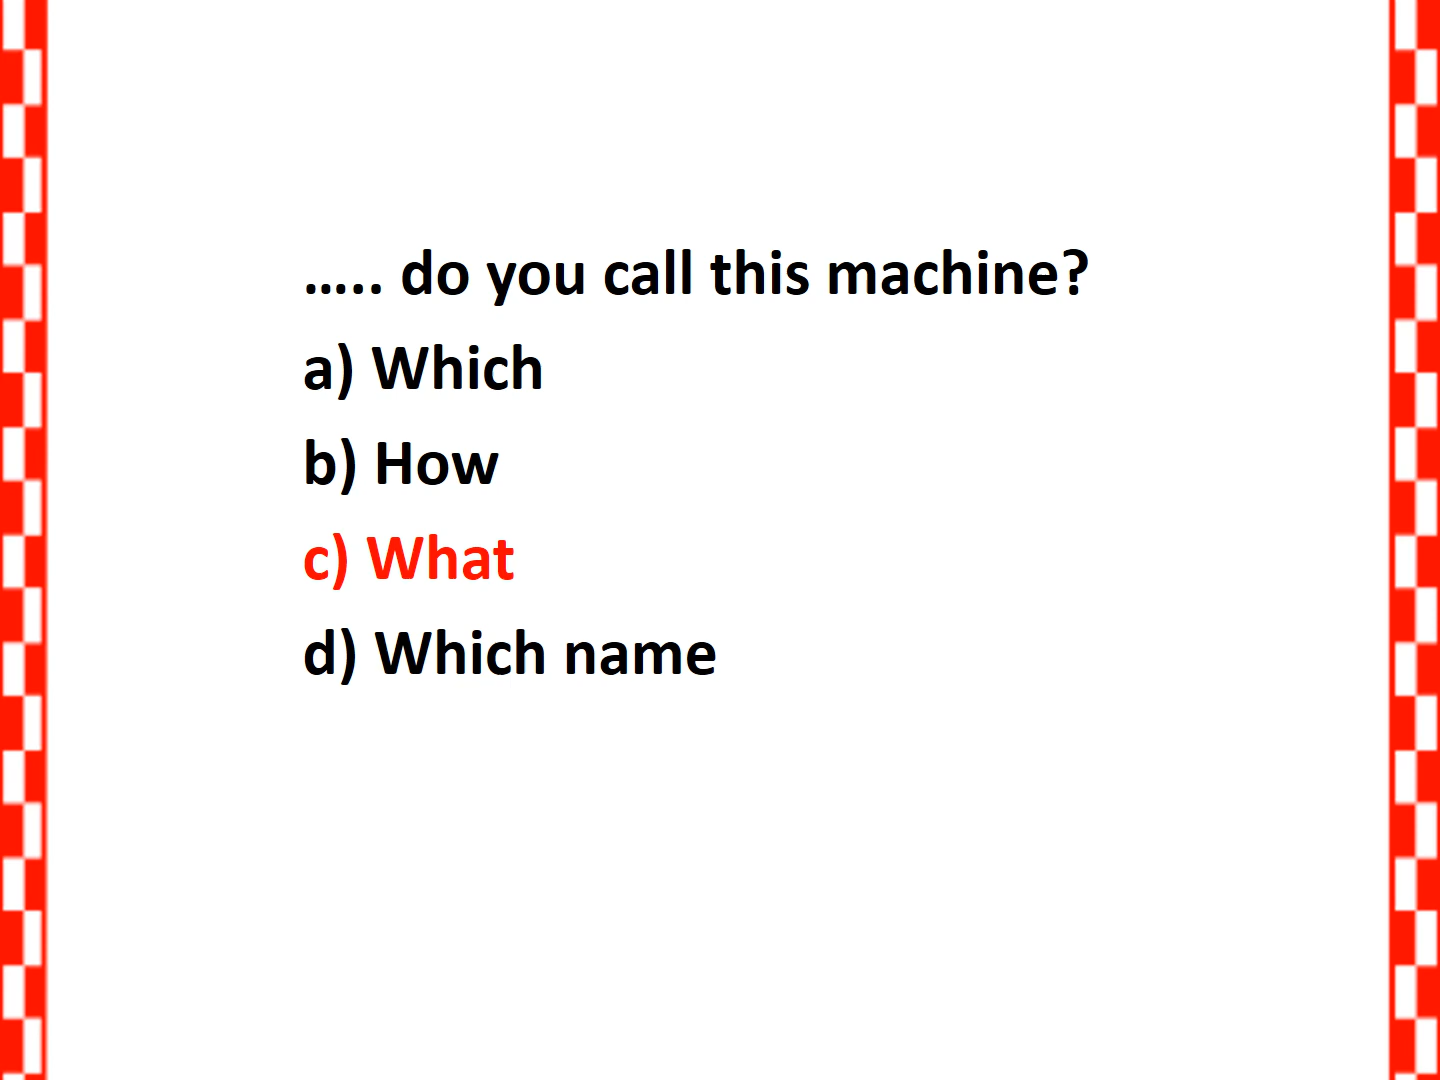 ….. do you call this machine?
a) Which
b) How
c) What
d) Which name